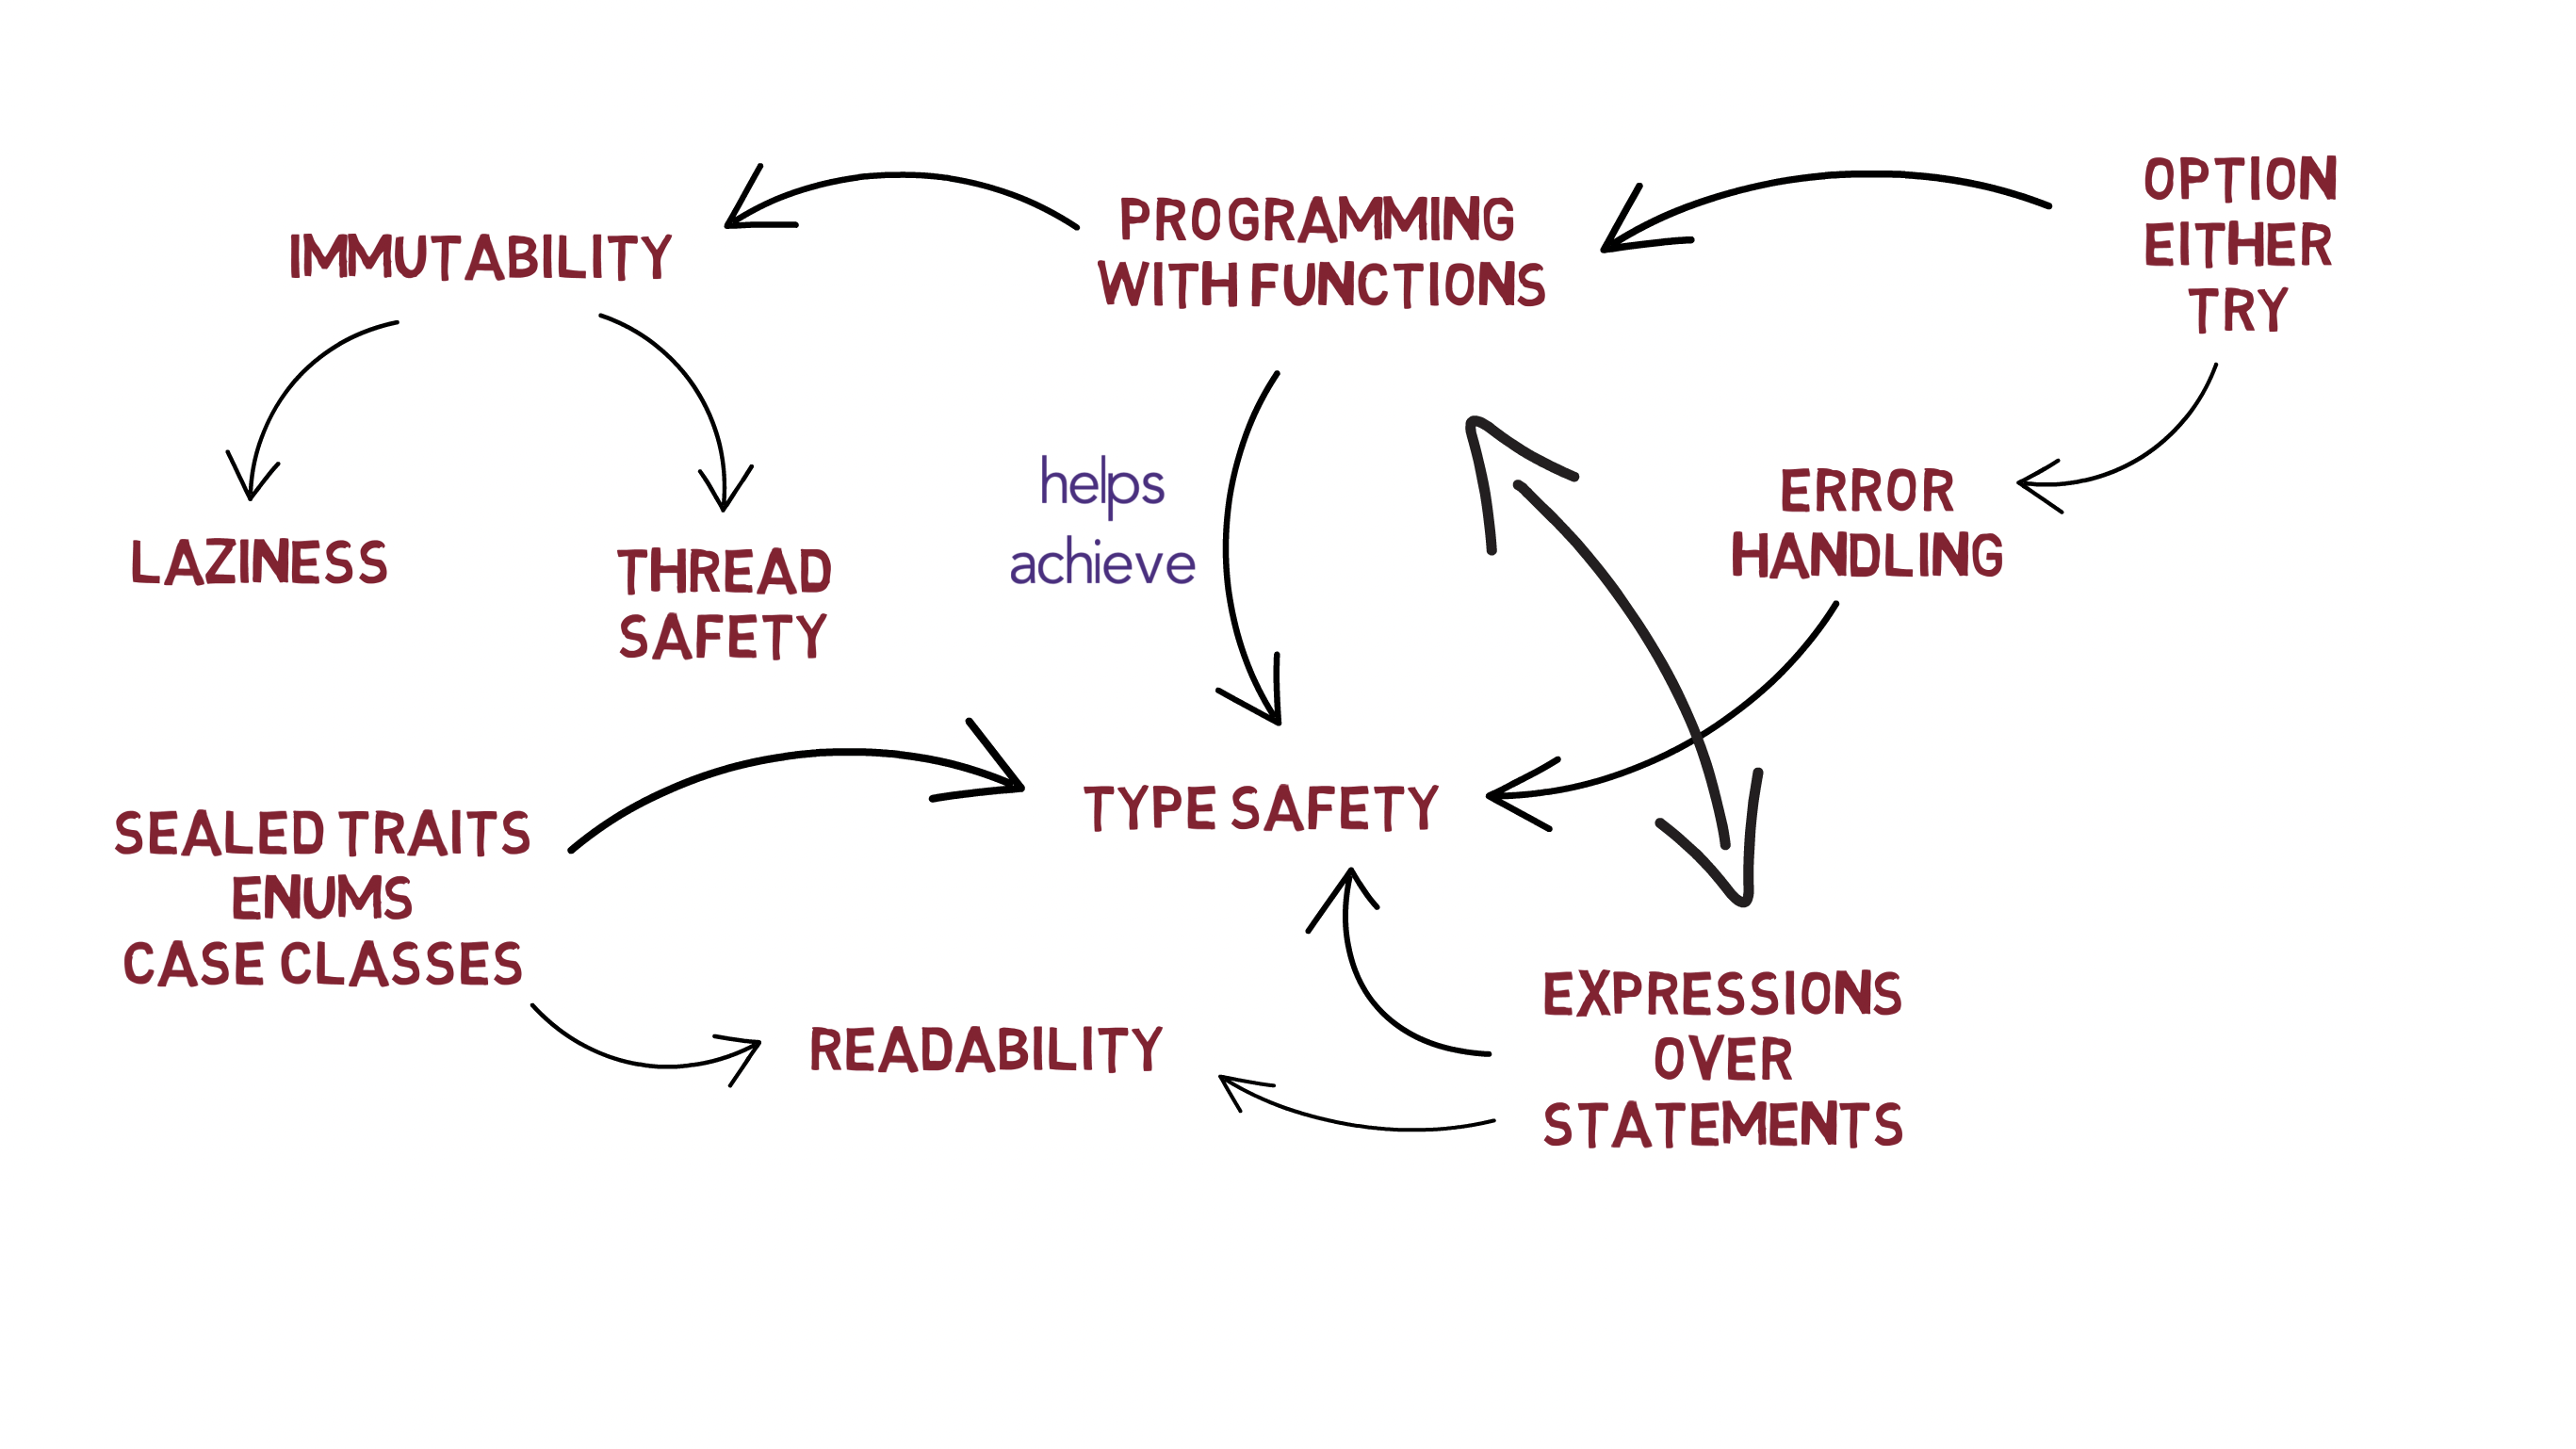 IMMUTABILITY
PROGRAMMING
WITH FUNCTIONS
OPTION
EITHER
TRY
LAZINESS
THREAD
SAFETY
helps
achieve
ERROR
HANDLING
SEALED TRAITS
ENUMS
CASE CLASSES
TYPE SAFETY
READABILITY
EXPRESSIONS
OVER
STATEMENTS